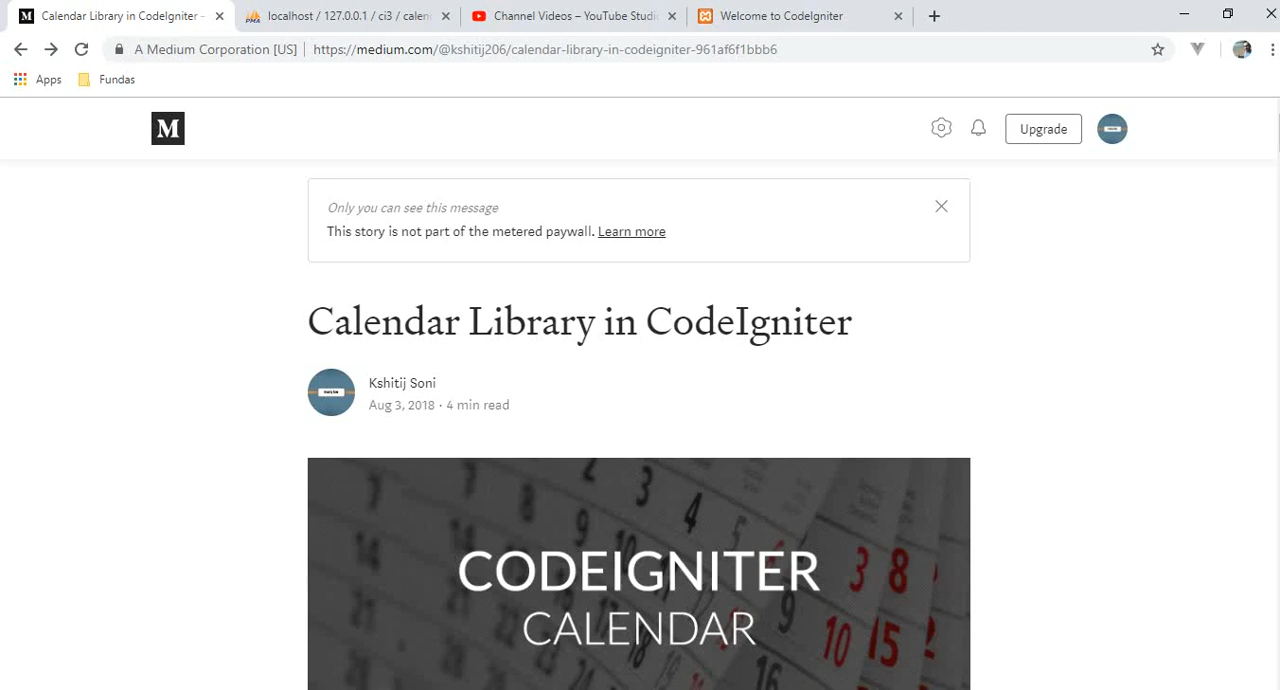 Calendar Library in CodeIgniter –
localhost / 127.0.0.1 / ci3 / calen
Channel Videos – YouTube Studi
Welcome to CodeIgniter
A Medium Corporation [US]
https://medium.com/@kshitij206/calendar-library-in-codeigniter-961af6f1bbb6
Apps
Fundas
M
Upgrade
Only you can see this message
This story is not part of the metered paywall. Learn more
Calendar Library in CodeIgniter
Kshitij Soni
Aug 3, 2018 · 4 min read
CODEIGNITER
CALENDAR